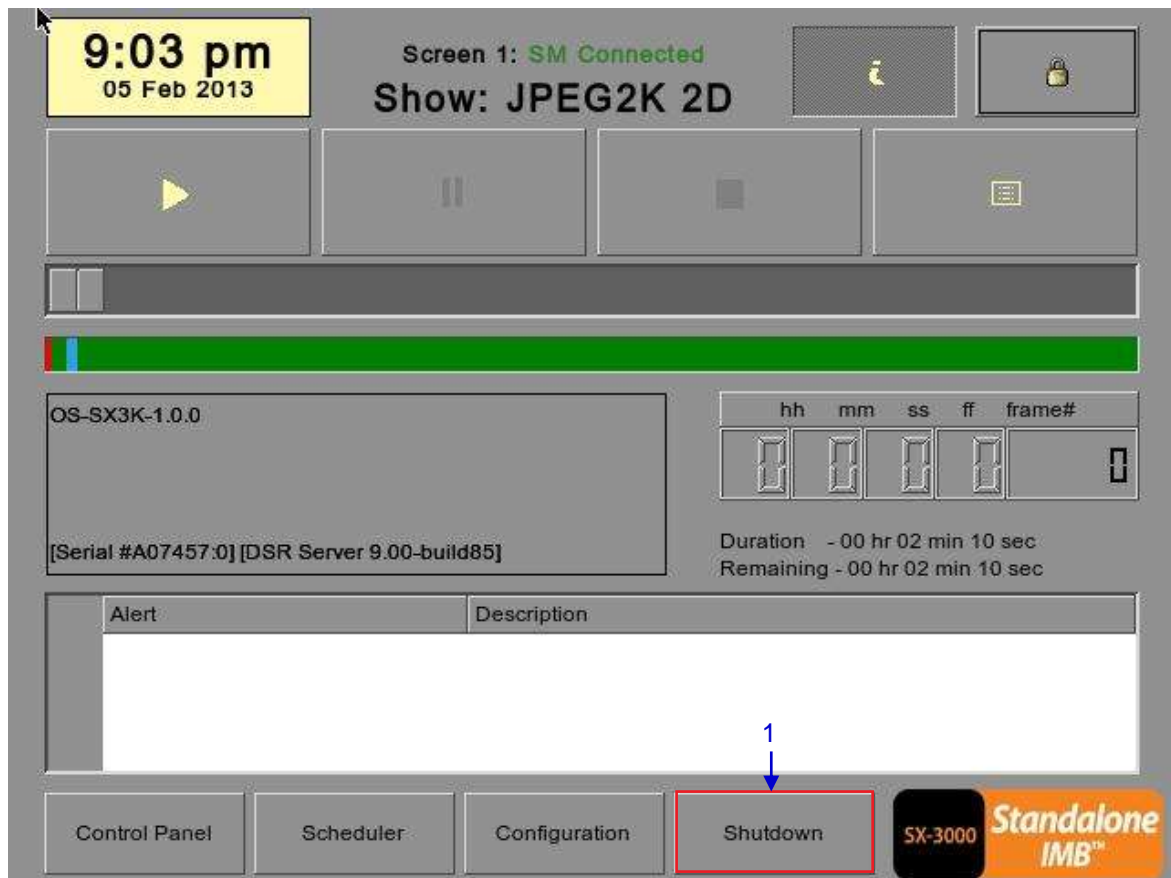 9:03 pm
05 Feb 2013
Screen 1: SM Connected
Show: JPEG2K 2D
i
OS-SX3K-1.0.0
[Serial #A07457:0] [DSR Server 9.00-build85]
hh mm ss ff frame#
0 0 0 0 0
Duration - 00 hr 02 min 10 sec
Remaining - 00 hr 02 min 10 sec
Alert Description
1
Control Panel Scheduler Configuration Shutdown
SX-3000
Standalone
IMB™